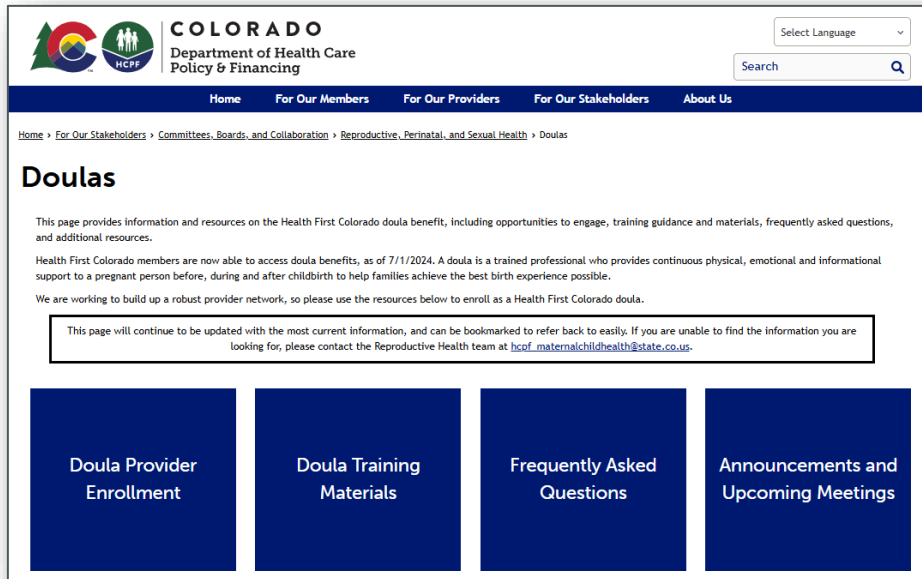 COLORADO
Department of Health Care
Policy & Financing
HCPF
Select Language
Search
Home For Our Members For Our Providers For Our Stakeholders About Us
Home › For Our Stakeholders › Committees, Boards, and Collaboration › Reproductive, Perinatal, and Sexual Health › Doulas
Doulas
This page provides information and resources on the Health First Colorado doula benefit, including opportunities to engage, training guidance and materials, frequently asked questions,
and additional resources.
Health First Colorado members are now able to access doula benefits, as of 7/1/2024. A doula is a trained professional who provides continuous physical, emotional and informational
support to a pregnant person before, during and after childbirth to help families achieve the best birth experience possible.
We are working to build up a robust provider network, so please use the resources below to enroll as a Health First Colorado doula.
This page will continue to be updated with the most current information, and can be bookmarked to refer back to easily. If you are unable to find the information you are
looking for, please contact the Reproductive Health team at hcpf_maternalchildhealth@state.co.us.
Doula Provider
Enrollment
Doula Training
Materials
Frequently Asked
Questions
Announcements and
Upcoming Meetings